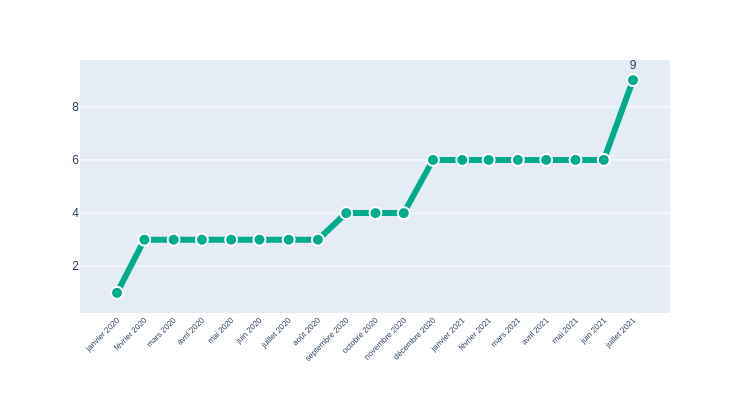 9
8
6
4
2
janvier 2020
février 2020
mars 2020
avril 2020
mai 2020
juin 2020
juillet 2020
août 2020
septembre 2020
octobre 2020
novembre 2020
décembre 2020
janvier 2021
février 2021
mars 2021
avril 2021
mai 2021
juin 2021
juillet 2021